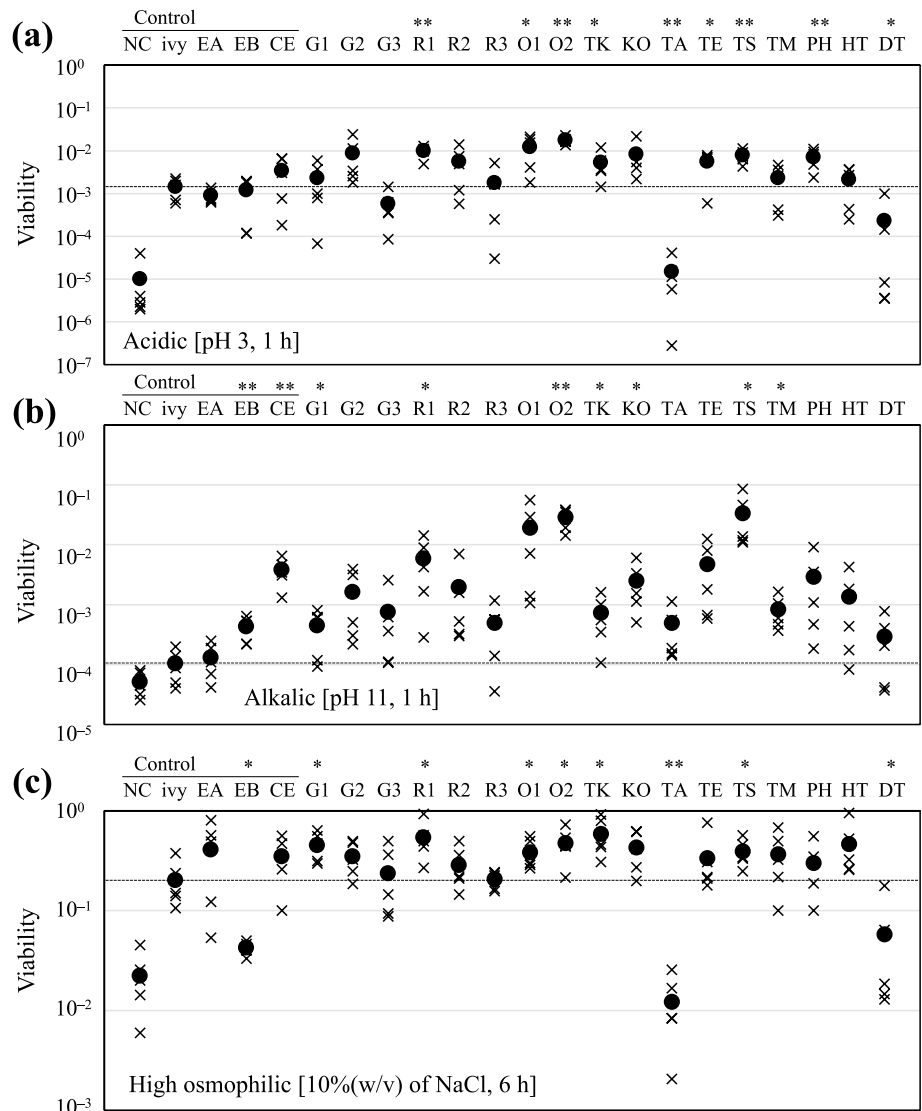 (a)
Control
** * ** * ** * ** ** *
NC ivy EA EB CE G1 G2 G3 R1 R2 R3 O1 O2 TK KO TA TE TS TM PH HT DT
10⁰
10⁻¹
10⁻²
10⁻³
10⁻⁴
10⁻⁵
10⁻⁶
10⁻⁷
Viability
Acidic [pH 3, 1 h]
(b)
Control
** ** * * ** * * * *
NC ivy EA EB CE G1 G2 G3 R1 R2 R3 O1 O2 TK KO TA TE TS TM PH HT DT
10⁰
10⁻¹
10⁻²
10⁻³
10⁻⁴
10⁻⁵
Viability
Alkalic [pH 11, 1 h]
(c)
Control
* * * * * * ** * *
NC ivy EA EB CE G1 G2 G3 R1 R2 R3 O1 O2 TK KO TA TE TS TM PH HT DT
10⁰
10⁻¹
10⁻²
10⁻³
Viability
High osmophilic [10%(w/v) of NaCl, 6 h]